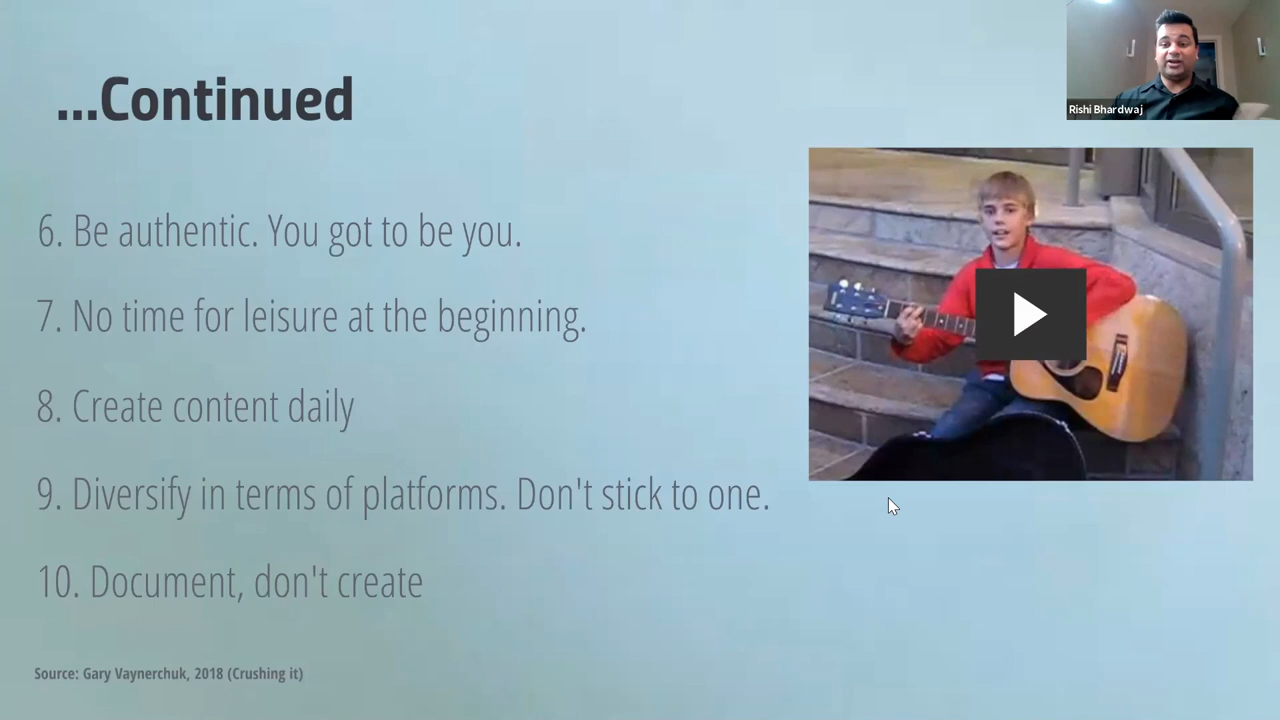 ...Continued
Rishi Bhardwaj
6. Be authentic. You got to be you.
7. No time for leisure at the beginning.
8. Create content daily
9. Diversify in terms of platforms. Don't stick to one.
10. Document, don't create
Source: Gary Vaynerchuk, 2018 (Crushing it)